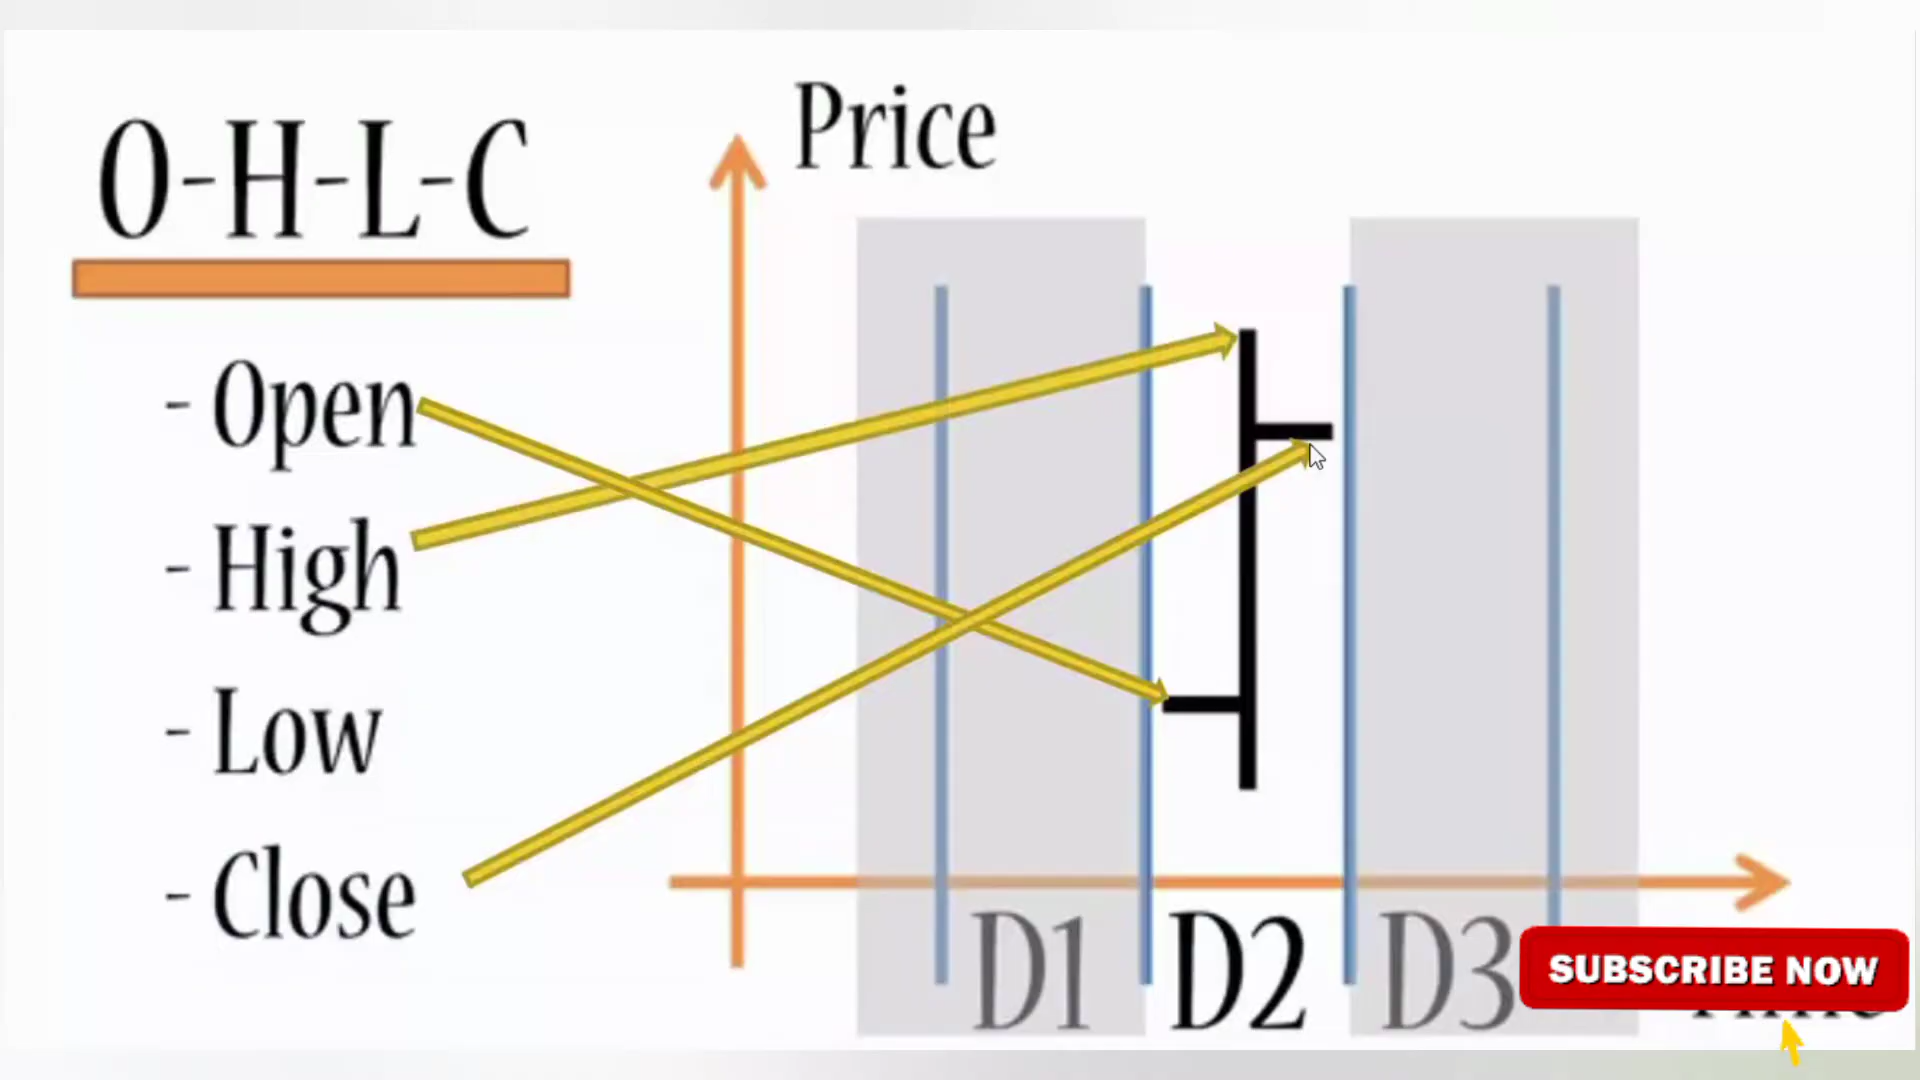 O-H-L-C
Price
- Open
- High
- Low
- Close
D1
D2
D3
SUBSCRIBE NOW